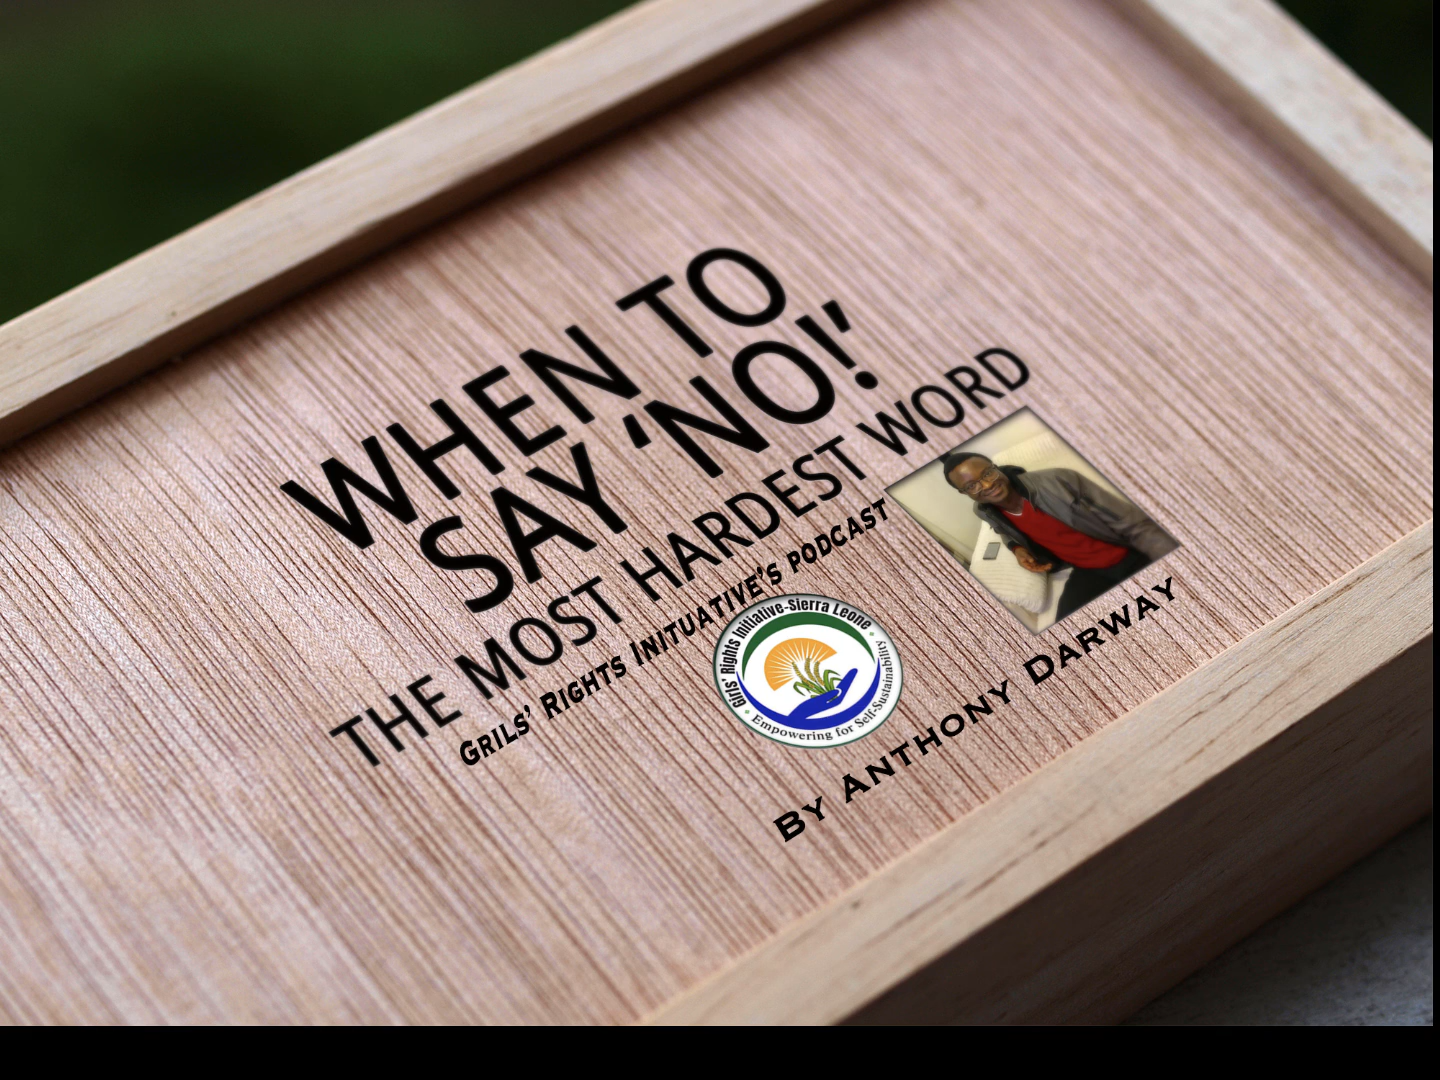 WHEN TO
SAY 'NO!'
THE MOST HARDEST WORD
GRILS' RIGHTS INITUATIVE'S PODCAST
Girls' Rights Initiative-Sierra Leone
Empowering for Self-Sustainability
BY ANTHONY DARWAY